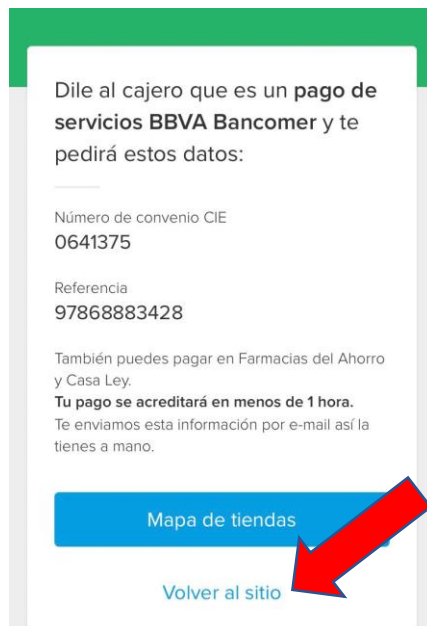 Dile al cajero que es un pago de
servicios BBVA Bancomer y te
pedirá estos datos:
Número de convenio CIE
0641375
Referencia
97868883428
También puedes pagar en Farmacias del Ahorro
y Casa Ley.
Tu pago se acreditará en menos de 1 hora.
Te enviamos esta información por e-mail así la
tienes a mano.
Mapa de tiendas
Volver al sitio